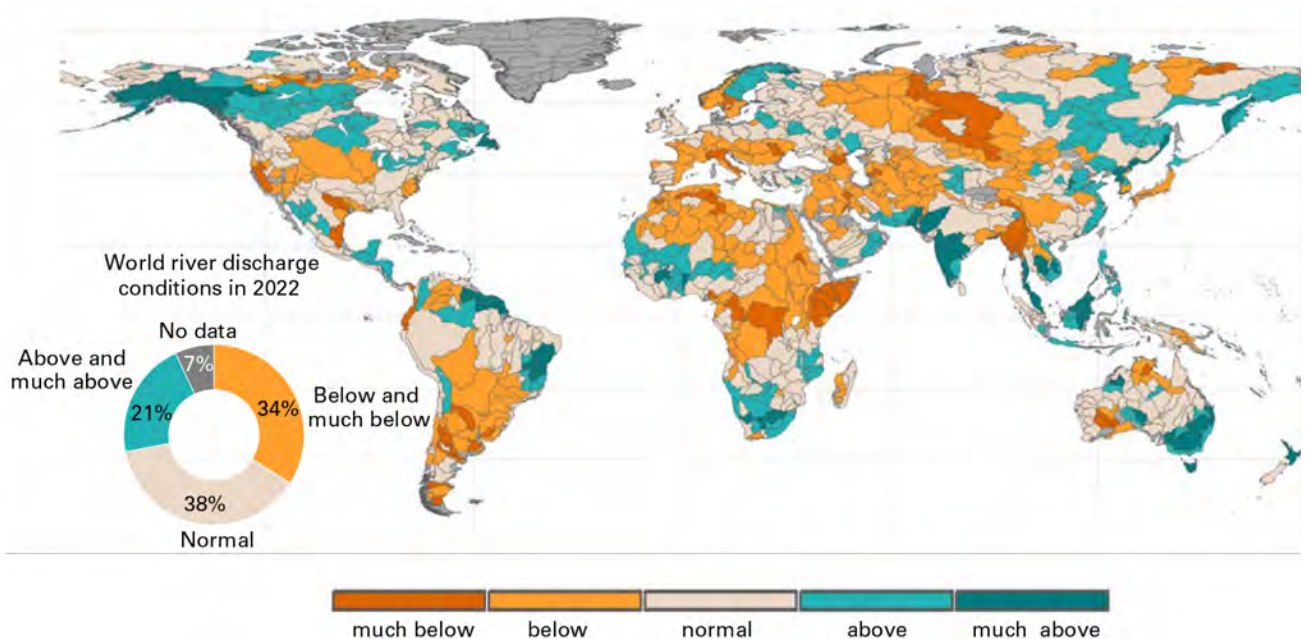 World river discharge
conditions in 2022
No data
7%
Above and
much above
21%
34%
Below and
much below
38%
Normal
much below
below
normal
above
much above